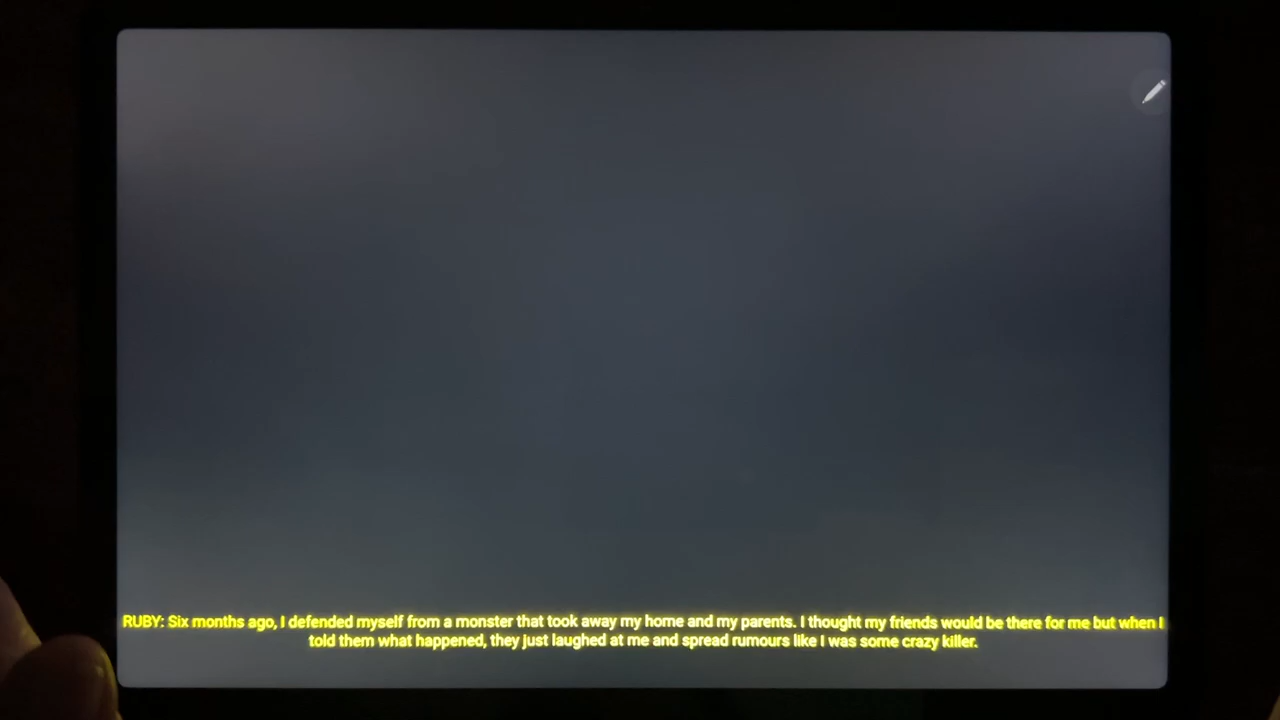 RUBY: Six months ago, I defended myself from a monster that took away my home and my parents. I thought my friends would be there for me but when I
told them what happened, they just laughed at me and spread rumours like I was some crazy killer.